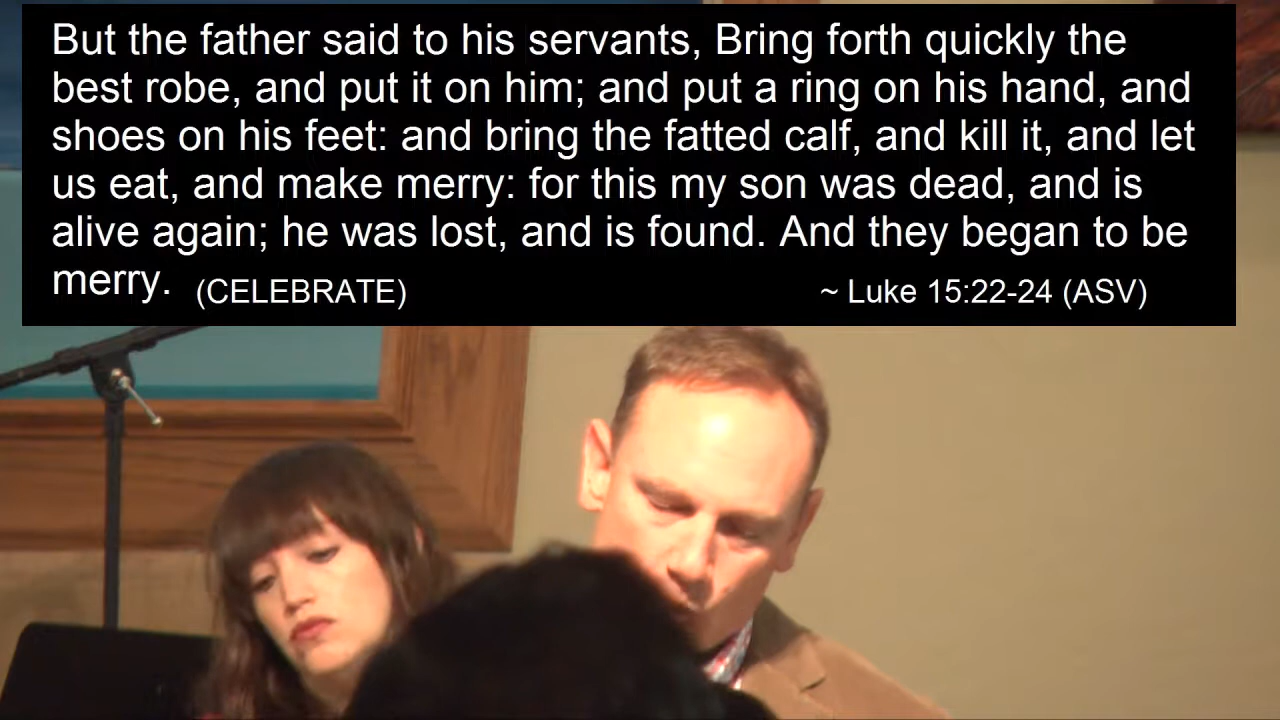 But the father said to his servants, Bring forth quickly the
best robe, and put it on him; and put a ring on his hand, and
shoes on his feet: and bring the fatted calf, and kill it, and let
us eat, and make merry: for this my son was dead, and is
alive again; he was lost, and is found. And they began to be
merry. (CELEBRATE) ~ Luke 15:22-24 (ASV)